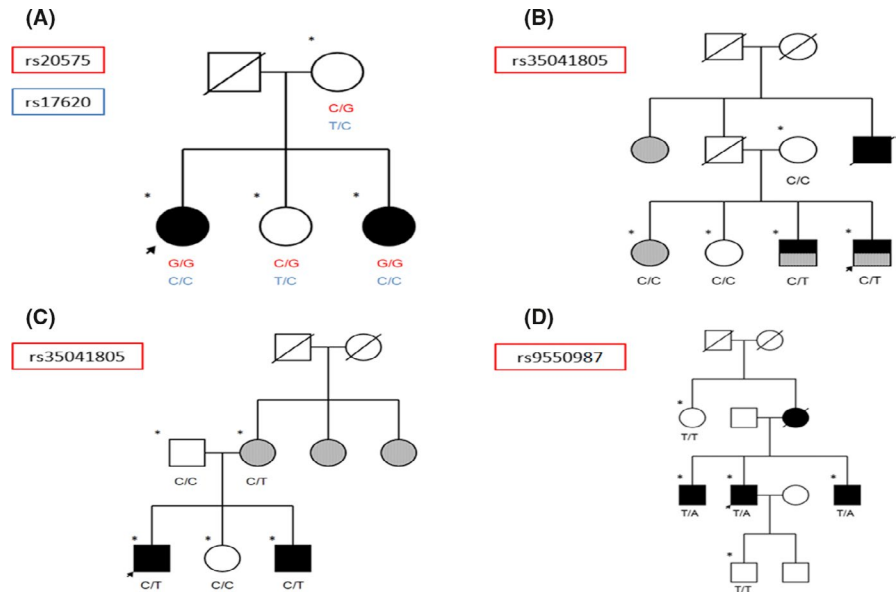 (A)
rs20575
rs17620
*
C/G
T/C
* * *
G/G C/G G/G
C/C T/C C/C
(B)
rs35041805
*
C/C
* * * *
C/C C/C C/T C/T
(C)
rs35041805
* *
C/C C/T
* * *
C/T C/C C/T
(D)
rs9550987
*
T/T
* * *
T/A T/A T/A
*
T/T